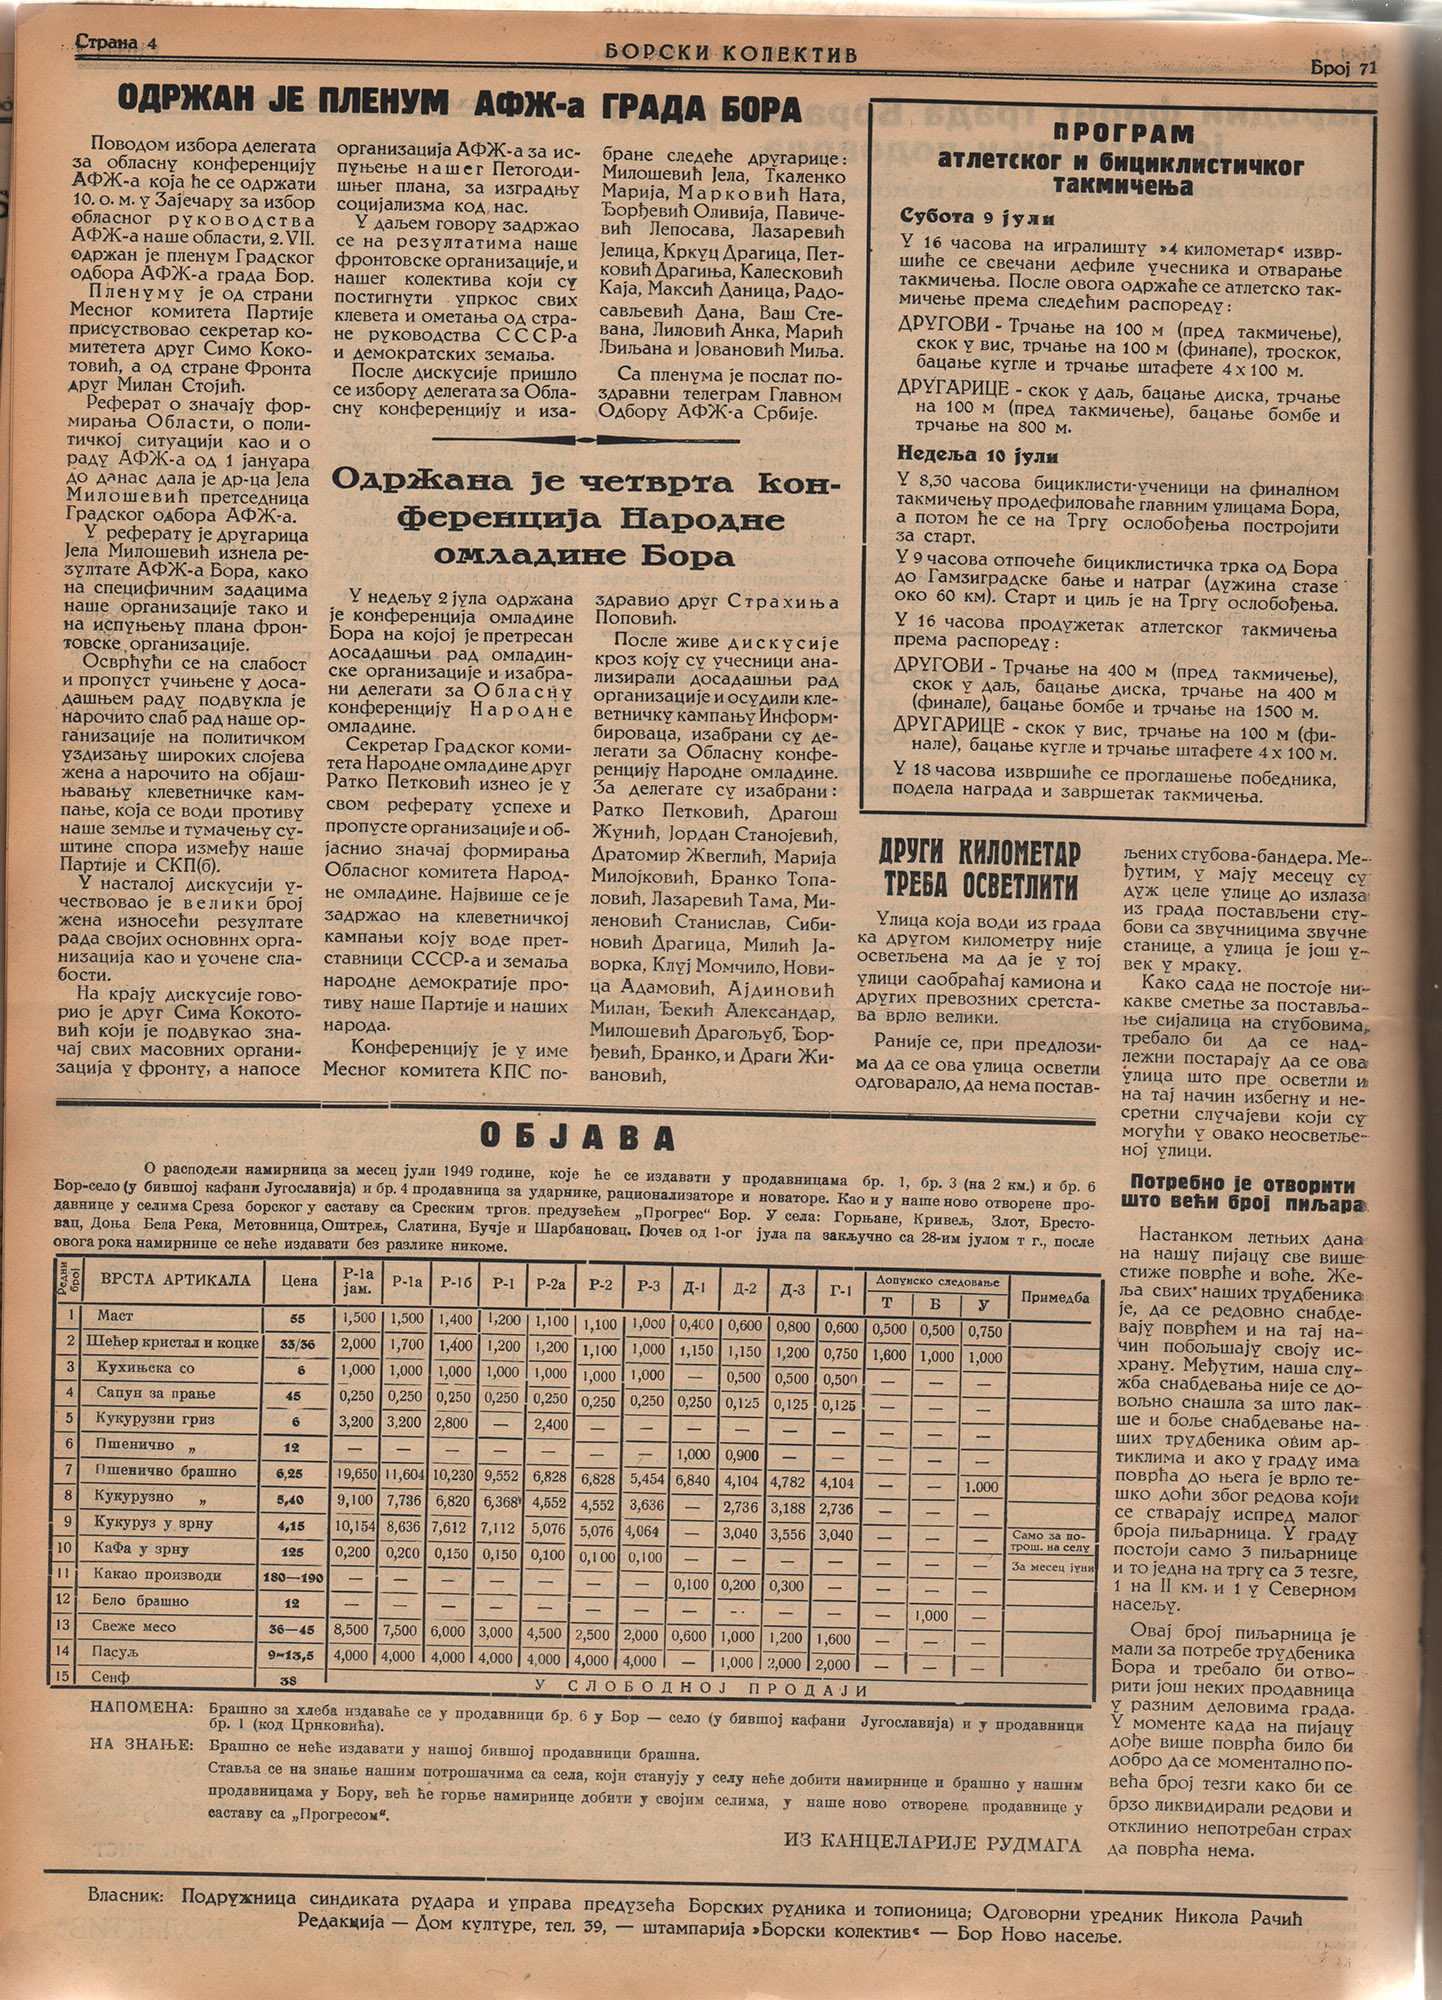 Страна 4
БОРСКИ КОЛЕКТИВ
Број 71
ОДРЖАН ЈЕ ПЛЕНУМ АФЖ-а ГРАДА БОРА
Поводом избора делегата
за обласну конференцију
АФЖ-а која ће се одржати
10. о. м. у Зајечару за избор
обласног руководства
АФЖ-а наше области, 2. VII.
одржан је пленум Градског
одбора АФЖ-а града Бор.
Пленуму је од страни
Месног комитета Партије
присуствовао секретар ко-
митетета друг Симо Коко-
товић, а од стране Фронта
друг Милан Стојић.
Реферат о значају фор-
мирања Области, о поли-
тичкој ситуацији као и о
раду АФЖ-а од 1 јануара
до данас дала је др-ца Јела
Милошевић претседница
Градског одбора АФЖ-а.
У реферату је другарица
Јела Милошевић изнела ре-
зултате АФЖ-а Бора, како
на специфичним задацима
наше организације тако и
на испуњењу плана фрон-
товске организације.
Осврћући се на слабост
и пропуст учињене у доса-
дашњем раду подвукла је
нарочито слаб рад наше ор-
ганизације на политичком
уздизању широких слојева
жена а нарочито на објаш-
њавању клеветничке кам-
пање, која се води противу
наше земље и тумачењу су-
штине спора између наше
Партије и СКП(б).
У насталој дискусији у-
чествовао је велики број
жена износећи резултате
рада својих основних орга-
низација као и уочене сла-
бости.
На крају дискусије гово-
рио је друг Сима Кокото-
вић који је подвукао зна-
чај свих масовних органи-
зација у фронту, а напосе
организација АФЖ-а за ис-
пуњење нашег Петогоди-
шњег плана, за изградњу
социјализма код нас.
У даљем говору задржао
се на резултатима наше
фронтовске организације, и
нашег колектива који су
постигнути упркос свих
клевета и ометања од стра-
не руководства СССР-а
и демократских земаља.
После дискусије пришло
се избору делегата за Обла-
сну конференцију и иза-
бране следеће другарице:
Милошевић Јела, Ткаленко
Марија, Марковић Ната,
Ђорђевић Оливија, Павиче-
вић Лепосава, Лазаревић
Јелица, Кркуц Драгица, Пет-
ковић Драгиња, Калесковић
Каја, Максић Даница, Радо-
сављевић Дана, Ваш Сте-
вана, Лиловић Анка, Марић
Љиљана и Јовановић Миља.
Са пленума је послат по-
здравни телеграм Главном
Одбору АФЖ-а Србије.
Одржана је четврта кон-
ференција Народне
омладине Бора
У недељу 2 јула одржана
је конференција омладине
Бора на којој је претресан
досадашњи рад омладин-
ске организације и изабра-
ни делегати за Обласну
конференцију Народне
омладине.
Секретар Градског коми-
тета Народне омладине друг
Ратко Петковић изнео је у
свом реферату успехе и
пропусте организације и об-
јаснио значај формирања
Обласног комитета Народ-
не омладине. Највише се је
задржао на клеветничкој
кампањи коју воде прет-
ставници СССР-а и земаља
народне демократије про-
тиву наше Партије и наших
народа.
Конференцију је у име
Месног комитета КПС по-
здравио друг Страхиња
Поповић.
После живе дискусије
кроз коју су учесници ана-
лизирали досадашњи рад
организације и осудили кле-
ветничку кампању Информ-
бироваца, изабрани су де-
легати за Обласну конфе-
ренцију Народне омладине.
За делегате су изабрани:
Ратко Петковић, Драгош
Жунић, Јордан Станојевић,
Дратомир Жвеглић, Марија
Милојковић, Бранко Топа-
ловић, Лазаревић Тама, Ми-
леновић Станислав, Сиби-
новић Драгица, Милић Ја-
ворка, Клуј Момчило, Нови-
ца Адамовић, Ајдиновић
Милан, Ђекић Александар,
Милошевић Драгољуб, Ђор-
ђевић, Бранко, и Драги Жи-
вановић,
ПРОГРАМ
атлетског и бициклистичког
такмичења
Субота 9 јули
У 16 часова на игралишту »4 километар« извр-
шиће се свечани дефиле учесника и отварање
такмичења. После овога одржаће се атлетско так-
мичење према следећим распореду:
ДРУГОВИ - Трчање на 100 м (пред такмичење),
скок у вис, трчање на 100 м (финале), троскок,
бацање кугле и трчање штафете 4x100 м.
ДРУГАРИЦЕ - скок у даљ, бацање диска, трчање
на 100 м (пред такмичење), бацање бомбе и
трчање на 800 м.
Недеља 10 јули
У 8,30 часова бициклисти-ученици на финалном
такмичењу продефиловаће главним улицама Бора,
а потом ће се на Тргу ослобођења постројити
за старт.
У 9 часова отпочеће бициклистичка трка од Бора
до Гамзиградске бање и натраг (дужина стазе
око 60 км). Старт и циљ је на Тргу ослобођења.
У 16 часова продужетак атлетског такмичења
према распореду:
ДРУГОВИ - Трчање на 400 м (пред такмичење),
скок у даљ, бацање диска, трчање на 400 м
(финале), бацање бомбе и трчање на 1500 м.
ДРУГАРИЦЕ - скок у вис, трчање на 100 м (фи-
нале), бацање кугле и трчање штафете 4x100 м.
У 18 часова извршиће се проглашење победника,
подела награда и завршетак такмичења.
ДРУГИ КИЛОМЕТАР
ТРЕБА ОСВЕТЛИТИ
Улица која води из града
ка другом километру није
осветљена ма да је у тој
улици саобраћај камиона и
других превозних сретста-
ва врло велики.
Раније се, при предлози-
ма да се ова улица осветли
одговарало, да нема постав-
љених стубова-бандера. Ме-
ђутим, у мају месецу су
дуж целе улице до излаза
из града постављени сту-
бови са звучницима звучне
станице, а улица је још у-
век у мраку.
Како сада не постоје ни-
какве сметње за постављa-
ње сијалица на стубовима,
требало би да се над-
лежни постарају да се ова
улица што пре осветли и
на тај начин избегну и не-
сретни случајеви који су
могући у овако неосветље-
ној улици.
Потребно је отворити
што већи број пиљара
Настанком летњих дана
на нашу пијацу све више
стиже поврће и воће. Же-
ља свих наших трудбеника
је, да се редовно снабде-
вају поврћем и на тај на-
чин побољшају своју ис-
храну. Међутим, наша слу-
жба снабдевања није се до-
вољно снашла за што лак-
ше и боље снабдевање на-
ших трудбеника овим ар-
тиклима и ако у граду има
поврћа до њега је врло те-
шко доћи због редова који
се стварају испред малог
броја пиљарница. У граду
постоји само 3 пиљарнице
и то једна на тргу са 3 тезге,
1 на II км. и 1 у Северном
насељу.
Овај број пиљарница је
мали за потребе трудбеника
Бора и требало би отво-
рити још неких продавница
у разним деловима града.
У моменте када на пијацу
дође више поврћа било би
добро да се моментално по-
већа број тезги како би се
брзо ликвидирали редови и
отклинио непотребан страх
да поврћа нема.
ОБЈАВА
О расподели намирница за месец јули 1949 године, које ће се издавати у продавницама бр. 1, бр. 3 (на 2 км.) и бр. 6
Бор-село (у бившој кафани Југославија) и бр. 4 продавница за ударнике, рационализаторе и новаторе. Као и у наше ново отворене про-
давнице у селима Среза борског у саставу са Среским тргов. предузећем „Прогрес“ Бор. У села: Горњане, Кривељ, Злот, Бресто-
вац, Доња Бела Река, Метовница, Оштрељ, Слатина, Бучје и Шарбановац. Почев од 1-ог јула па закључно са 28-им јулом т г., после
овога рока намирнице се неће издавати без разлике никоме.
Редни број ВРСТА АРТИКАЛА Цена Р-1а јам. Р-1а Р-1б Р-1 Р-2а Р-2 Р-3 Д-1 Д-2 Д-3 Г-1 Допунско следовање Т Б У Примедба
1 Маст 55 1,500 1,500 1,400 1,200 1,100 1,100 1,000 0,400 0,600 0,800 0,600 0,500 0,500 0,750
2 Шећер кристал и коцке 33/36 2,000 1,700 1,400 1,200 1,200 1,100 1,000 1,150 1,150 1,200 0,750 1,600 1,000 1,000
3 Кухињска со 6 1,000 1,000 1,000 1,000 1,000 1,000 1,000 — 0,500 0,500 0,500 — — —
4 Сапун за прање 45 0,250 0,250 0,250 0,250 0,250 0,250 0,250 0,250 0,125 0,125 0,125 — — —
5 Кукурузни гриз 6 3,200 3,200 2,800 — 2,400 — — — — — — — — —
6 Пшенично „ 12 — — — — — — — 1,000 0,900 — — — — —
7 Пшенично брашно 6,25 19,650 11,604 10,230 9,552 6,828 6,828 5,454 6,840 4,104 4,782 4,104 — — 1.000
8 Кукурузно „ 5,40 9,100 7,736 6,820 6,368 4,552 4,552 3,636 — 2,736 3,188 2,736 — — —
9 Кукуруз у зрну 4,15 10,154 8,636 7,612 7,112 5,076 5,076 4,064 — 3,040 3,556 3,040 — — — Само за по-трош. на селу
10 КаФа у зрну 125 0,200 0,200 0,150 0,150 0,100 0,100 0,100 — — — — — — — За месец јуни
11 Какао производи 180—190 — — — — — — — 0,100 0,200 0,300 — — — —
12 Бело брашно 12 — — — — — — — — — — — — 1,000 —
13 Свеже месо 36—45 8,500 7,500 6,000 3,000 4,500 2,500 2,000 0,600 1,000 1,200 1,600 — — —
14 Пасуљ 9—13,5 4,000 4,000 4,000 4,000 4,000 4,000 4,000 — 1,000 2,000 2,000 — — —
15 Сенф 38 У СЛОБОДНОЈ ПРОДАЈИ
НАПОМЕНА: Брашно за хлеба издаваће се у продавници бр. 6 у Бор — село (у бившој кафани Југославија) и у продавници
бр. 1 (код Црнковића).
НА ЗНАЊЕ: Брашно се неће издавати у нашој бившој продавници брашна.
Ставља се на знање нашим потрошачима са села, који станују у селу неће добити намирнице и брашно у нашим
продавницама у Бору, већ ће горње намирнице добити у својим селима, у наше ново отворене продавнице у
саставу са „Прогресом“.
ИЗ КАНЦЕЛАРИЈЕ РУДМАГА
Власник: Подружница синдиката рудара и управа предузећа Борских рудника и топионица; Одговорни уредник Никола Рачић
Редакција — Дом културе, тел. 39, — штампарија »Борски колектив« — Бор Ново насеље.